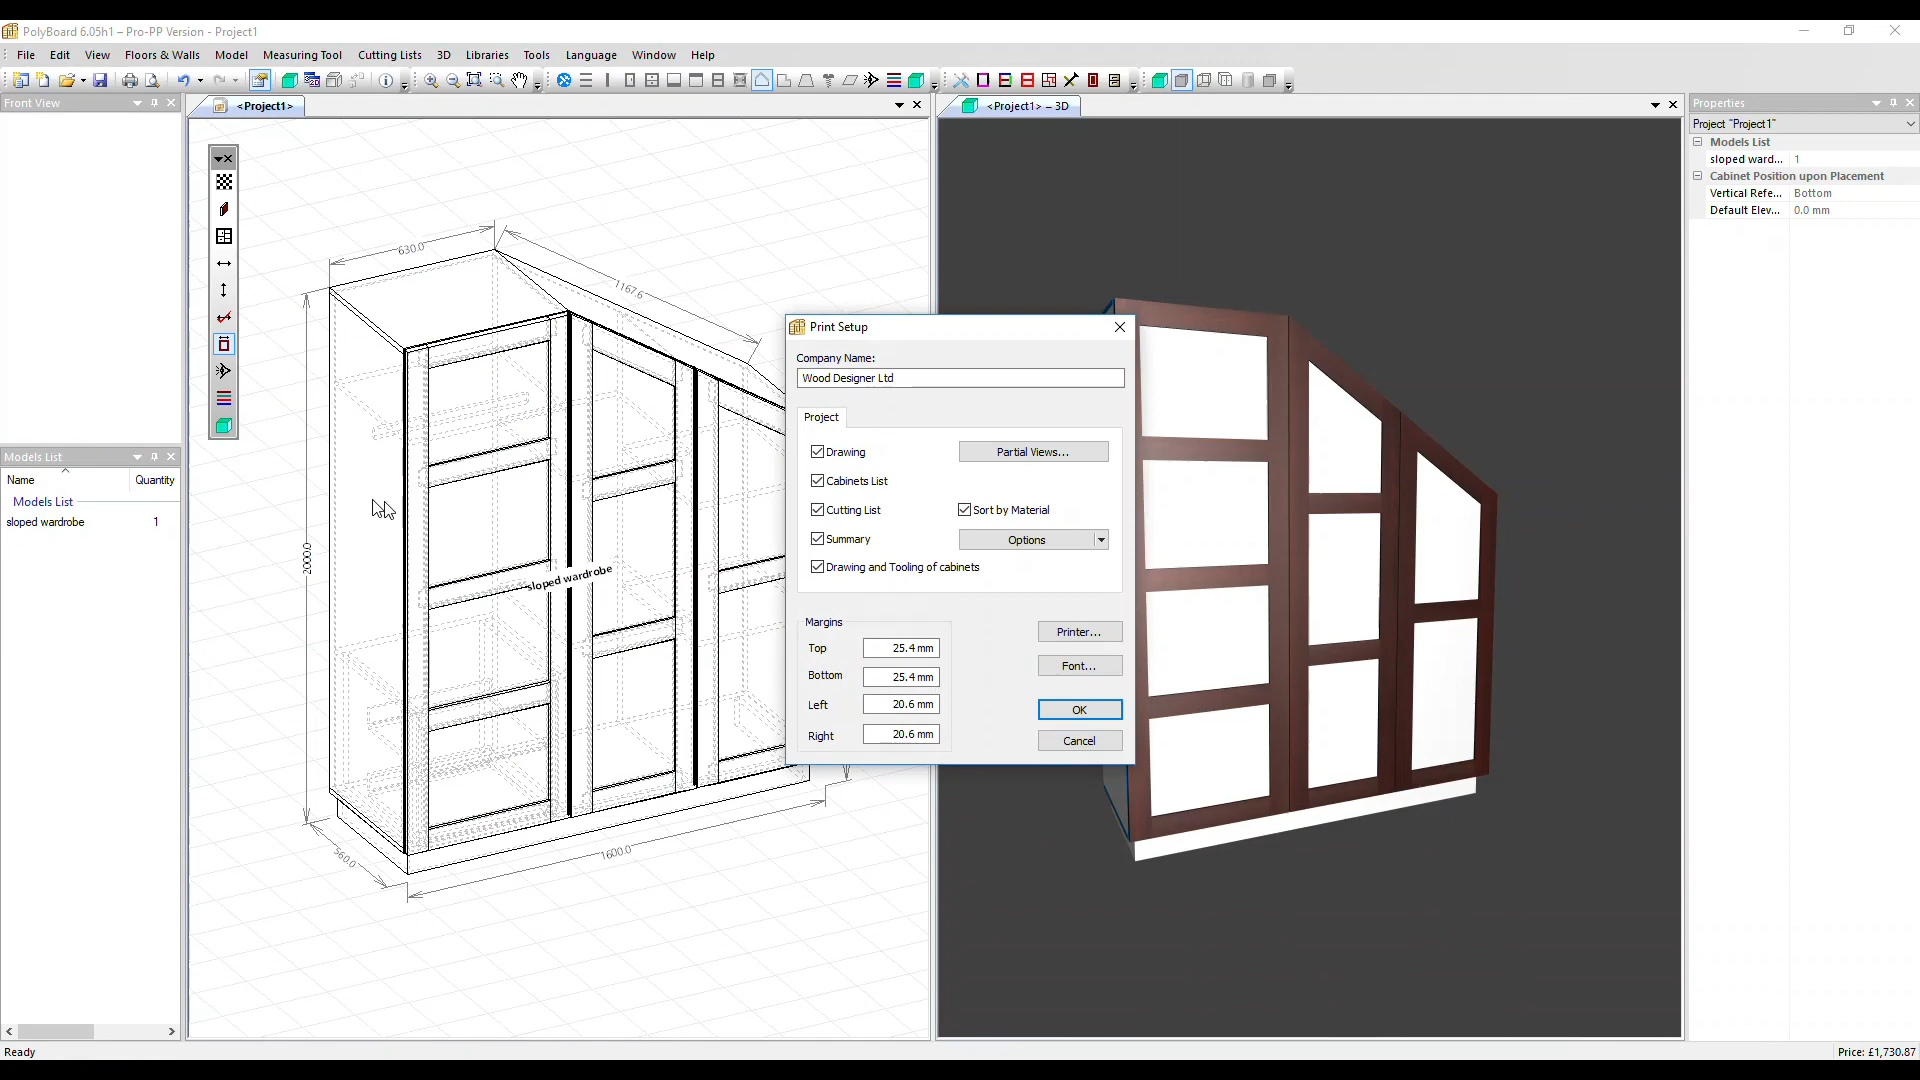 PolyBoard 6.05h1 – Pro-PP Version - Project1
File Edit View Floors & Walls Model Measuring Tool Cutting Lists 3D Libraries Tools Language Window Help
Front View
<Project1>
<Project1> – 3D
Properties
Project "Project1"
Models List
sloped ward... 1
Cabinet Position upon Placement
Vertical Refe... Bottom
Default Elev... 0.0 mm
630.0
1167.6
2000.0
sloped wardrobe
560.0
1600.0
Models List
Name Quantity
Models List
sloped wardrobe 1
Print Setup
Company Name:
Wood Designer Ltd
Project
Drawing Partial Views...
Cabinets List
Cutting List Sort by Material
Summary Options
Drawing and Tooling of cabinets
Margins
Top 25.4 mm
Bottom 25.4 mm
Left 20.6 mm
Right 20.6 mm
Printer...
Font...
OK
Cancel
Ready
Price: £1,730.87